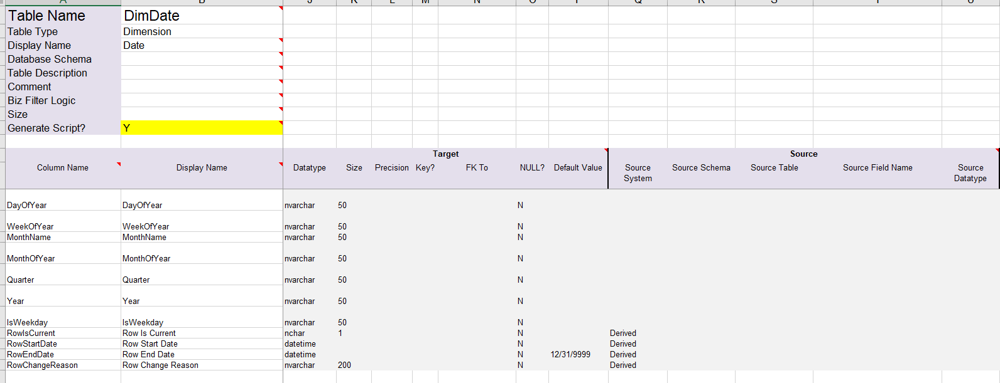 Table Name DimDate
Table Type Dimension
Display Name Date
Database Schema
Table Description
Comment
Biz Filter Logic
Size
Generate Script? Y
Target Source
Column Name Display Name Datatype Size Precision Key? FK To NULL? Default Value Source System Source Schema Source Table Source Field Name Source Datatype
DayOfYear DayOfYear nvarchar 50 N
WeekOfYear WeekOfYear nvarchar 50 N
MonthName MonthName nvarchar 50 N
MonthOfYear MonthOfYear nvarchar 50 N
Quarter Quarter nvarchar 50 N
Year Year nvarchar 50 N
IsWeekday IsWeekday nvarchar 50 N
RowIsCurrent Row Is Current nchar 1 N Derived
RowStartDate Row Start Date datetime N Derived
RowEndDate Row End Date datetime N 12/31/9999 Derived
RowChangeReason Row Change Reason nvarchar 200 N Derived